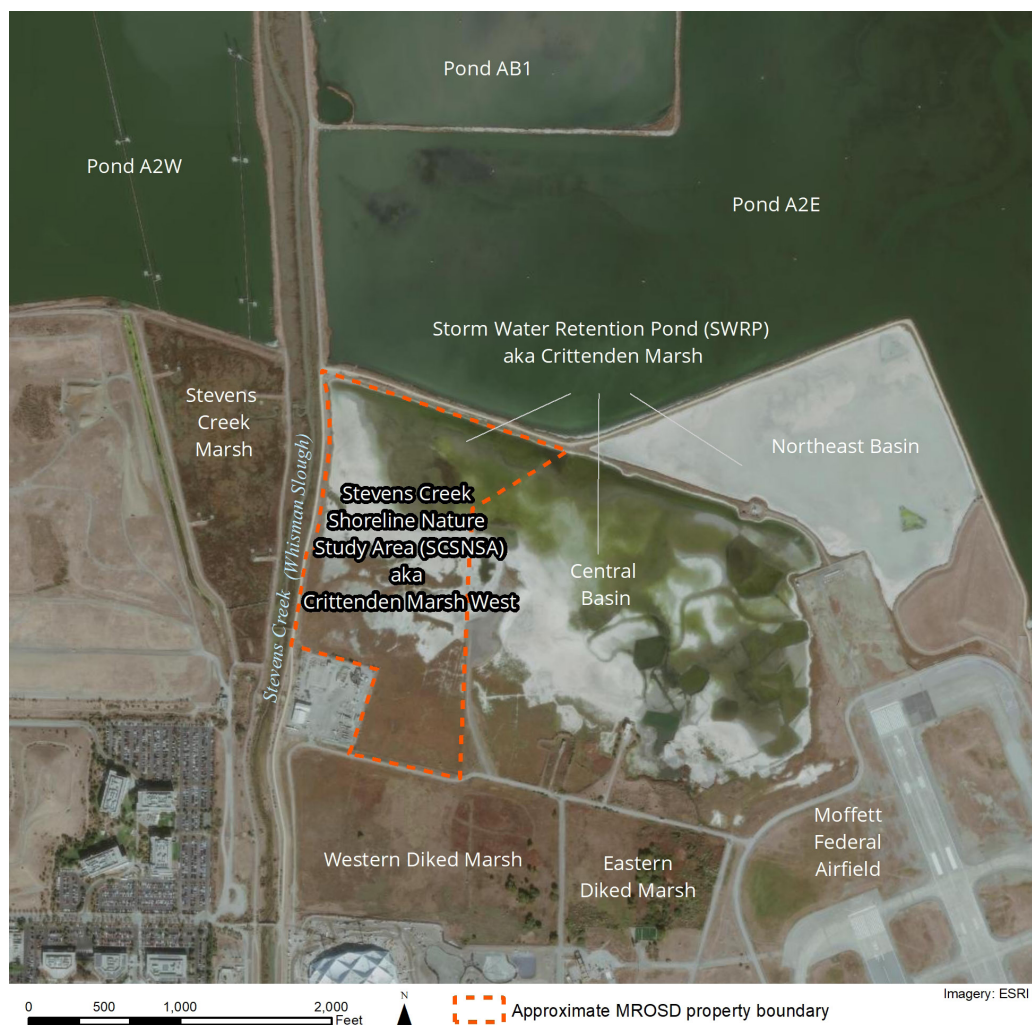 Pond AB1
Pond A2W
Pond A2E
Storm Water Retention Pond (SWRP)
aka Crittenden Marsh
Stevens
Creek
Marsh
Northeast Basin
Stevens Creek (Whisman Slough)
Stevens Creek
Shoreline Nature
Study Area (SCSNSA)
aka
Crittenden Marsh West
Central
Basin
Moffett
Federal
Airfield
Western Diked Marsh
Eastern
Diked Marsh
Imagery: ESRI
0 500 1,000 2,000
Feet
N
Approximate MROSD property boundary